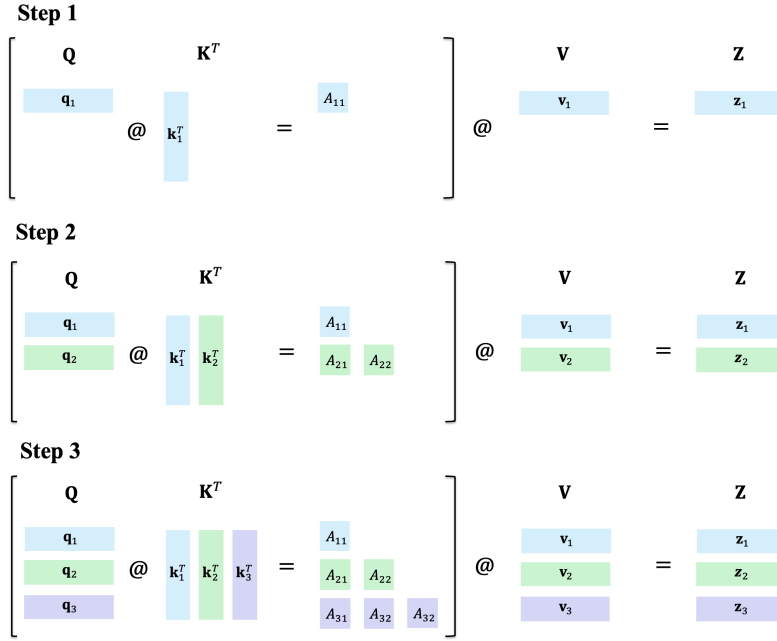 Step 1
Q K^T V Z
q₁ A₁₁ v₁ z₁
@ k₁^T = @ =
Step 2
Q K^T V Z
q₁ A₁₁ v₁ z₁
q₂ @ k₁^T k₂^T = A₂₁ A₂₂ @ v₂ = z₂
Step 3
Q K^T V Z
q₁ A₁₁ v₁ z₁
q₂ @ k₁^T k₂^T k₃^T = A₂₁ A₂₂ @ v₂ = z₂
q₃ A₃₁ A₃₂ A₃₂ v₃ z₃